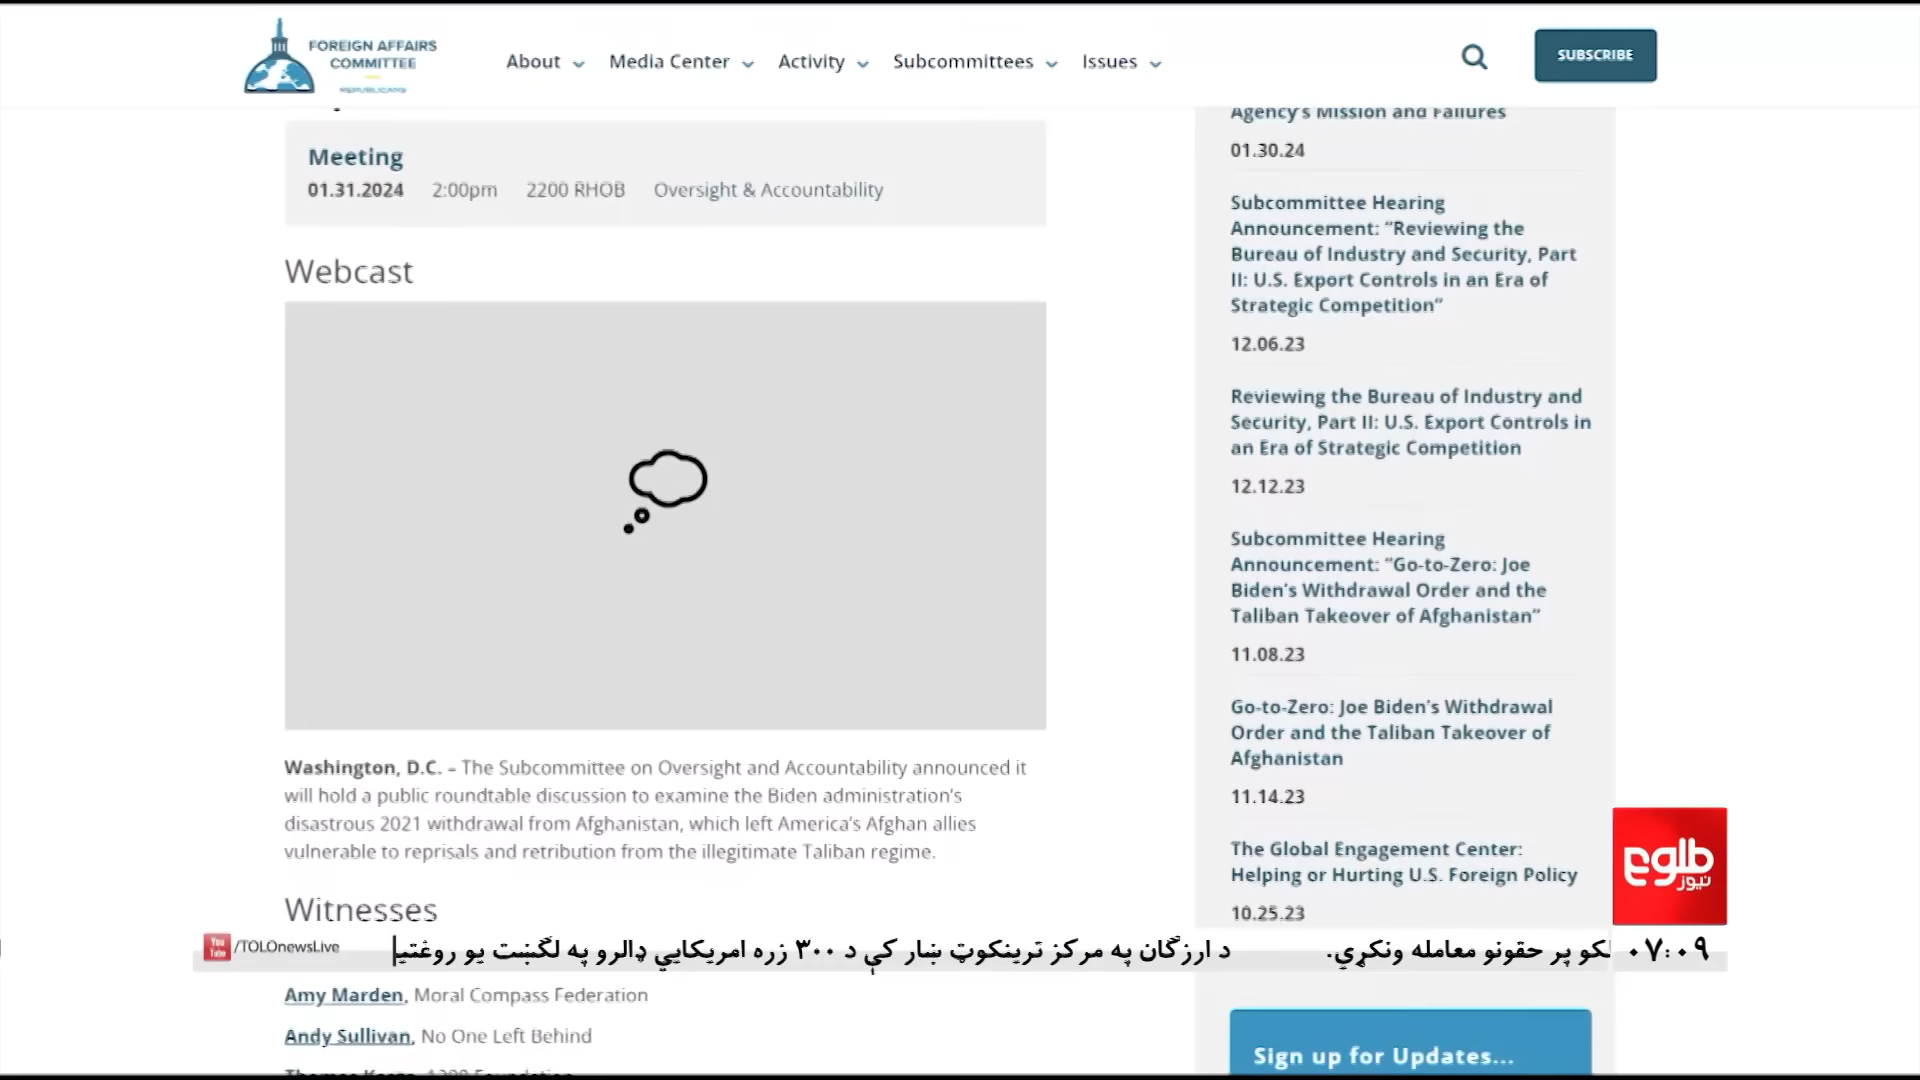 FOREIGN AFFAIRS
COMMITTEE
REPUBLICANS
About
Media Center
Activity
Subcommittees
Issues
SUBSCRIBE
Meeting
01.31.2024 2:00pm 2200 RHOB Oversight & Accountability
Webcast
Washington, D.C. – The Subcommittee on Oversight and Accountability announced it
will hold a public roundtable discussion to examine the Biden administration's
disastrous 2021 withdrawal from Afghanistan, which left America's Afghan allies
vulnerable to reprisals and retribution from the illegitimate Taliban regime.
Witnesses
Amy Marden, Moral Compass Federation
Andy Sullivan, No One Left Behind
Agency's Mission and Failures
01.30.24
Subcommittee Hearing
Announcement: “Reviewing the
Bureau of Industry and Security, Part
II: U.S. Export Controls in an Era of
Strategic Competition”
12.06.23
Reviewing the Bureau of Industry and
Security, Part II: U.S. Export Controls in
an Era of Strategic Competition
12.12.23
Subcommittee Hearing
Announcement: “Go-to-Zero: Joe
Biden's Withdrawal Order and the
Taliban Takeover of Afghanistan”
11.08.23
Go-to-Zero: Joe Biden's Withdrawal
Order and the Taliban Takeover of
Afghanistan
11.14.23
The Global Engagement Center:
Helping or Hurting U.S. Foreign Policy
10.25.23
Sign up for Updates...
طلوع
نیوز
You
Tube
/TOLOnewsLive
۰۷:۰۹
لکو پر حقونو معامله ونکړي. د ارزګان په مرکز ترینکوټ ښار کې د ۳۰۰ زره امریکایي ډالرو په لګښت یو روغتیا